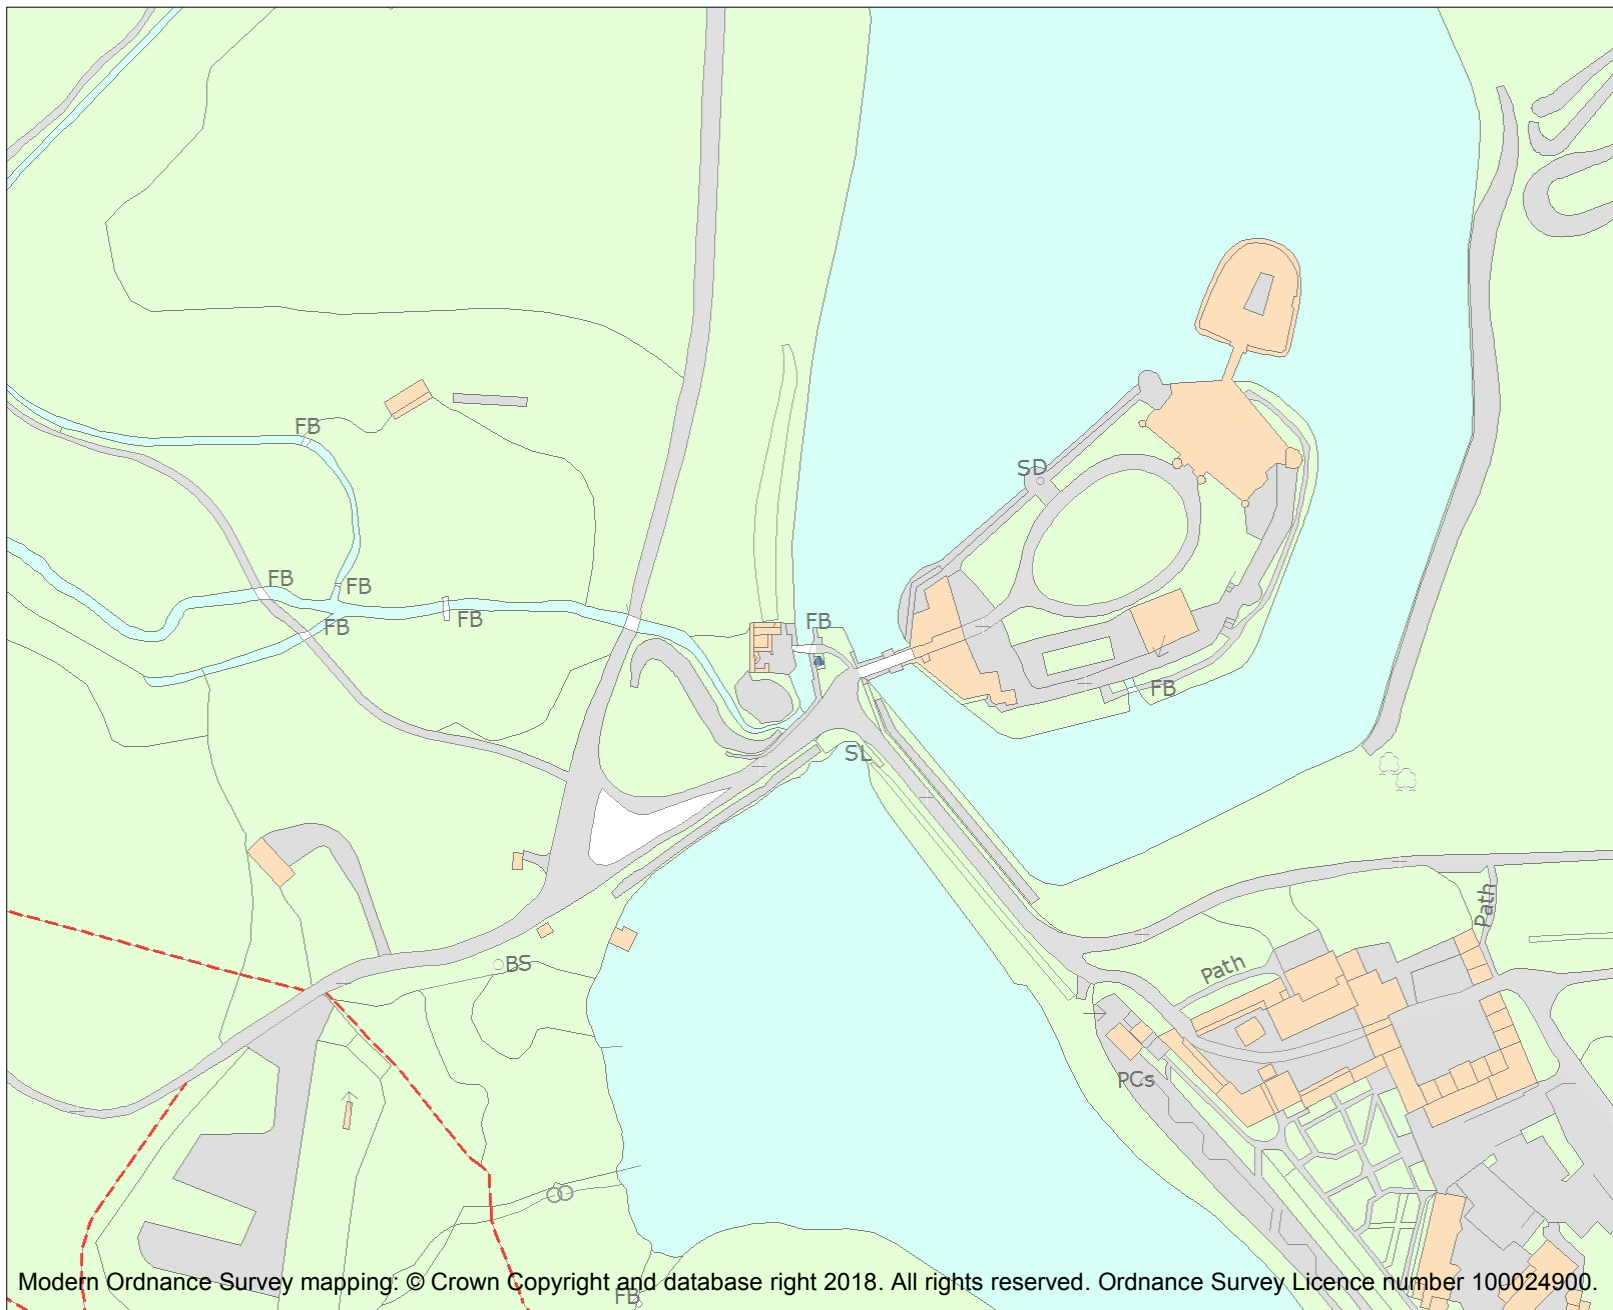 FB
SD
FB
FB
FB
FB
FB
FB
SL
Path
BS
Path
PCs
Modern Ordnance Survey mapping: © Crown Copyright and database right 2018. All rights reserved. Ordnance Survey Licence number 100024900.
FB